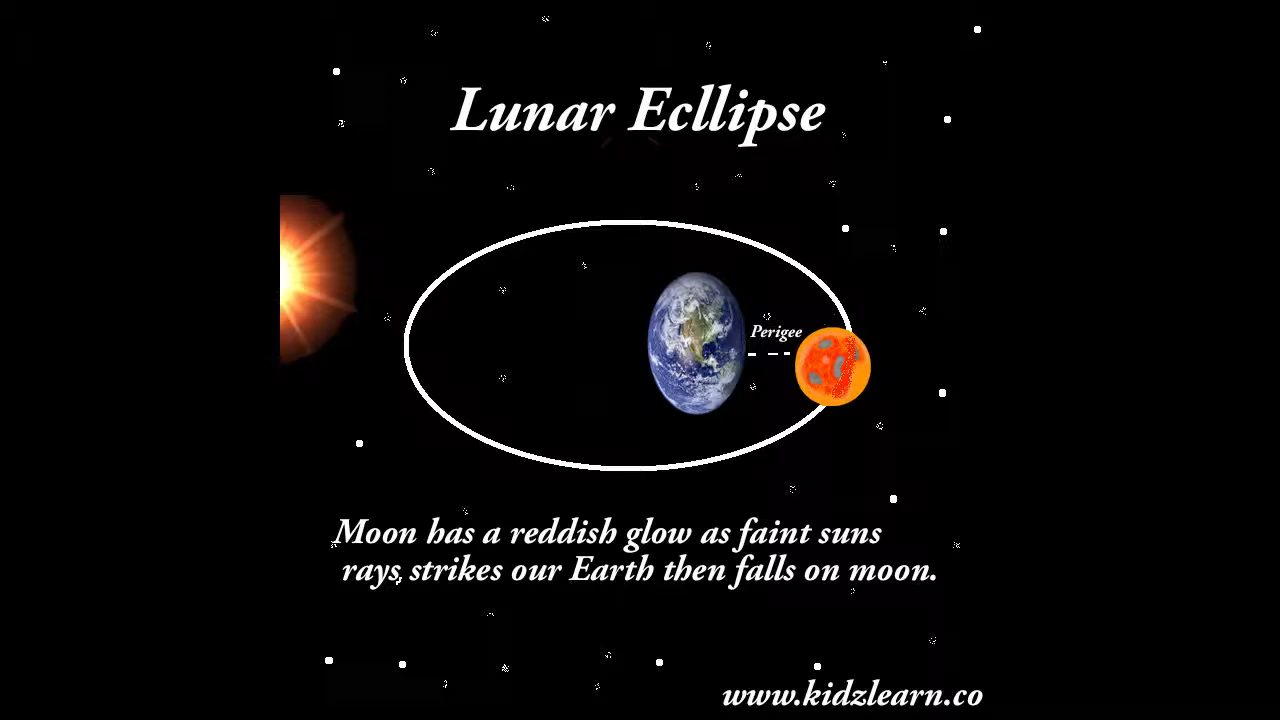 Lunar Ecllipse
Perigee
Moon has a reddish glow as faint suns
rays strikes our Earth then falls on moon.
www.kidzlearn.co